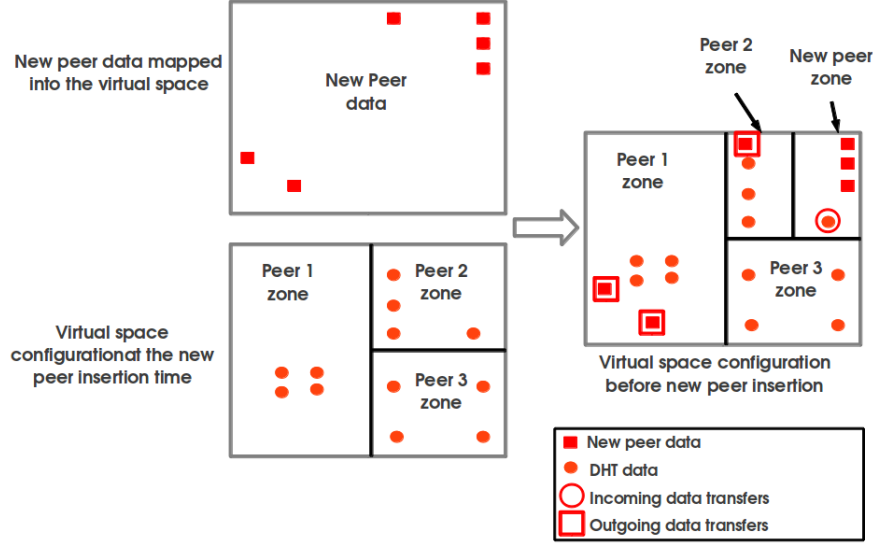 New peer data mapped
into the virtual space
New Peer
data
Peer 2
zone
New peer
zone
Peer 1
zone
Peer 3
zone
Peer 1
zone
Peer 2
zone
Peer 3
zone
Virtual space
configurationat the new
peer insertion time
Virtual space configuration
before new peer insertion
New peer data
DHT data
Incoming data transfers
Outgoing data transfers